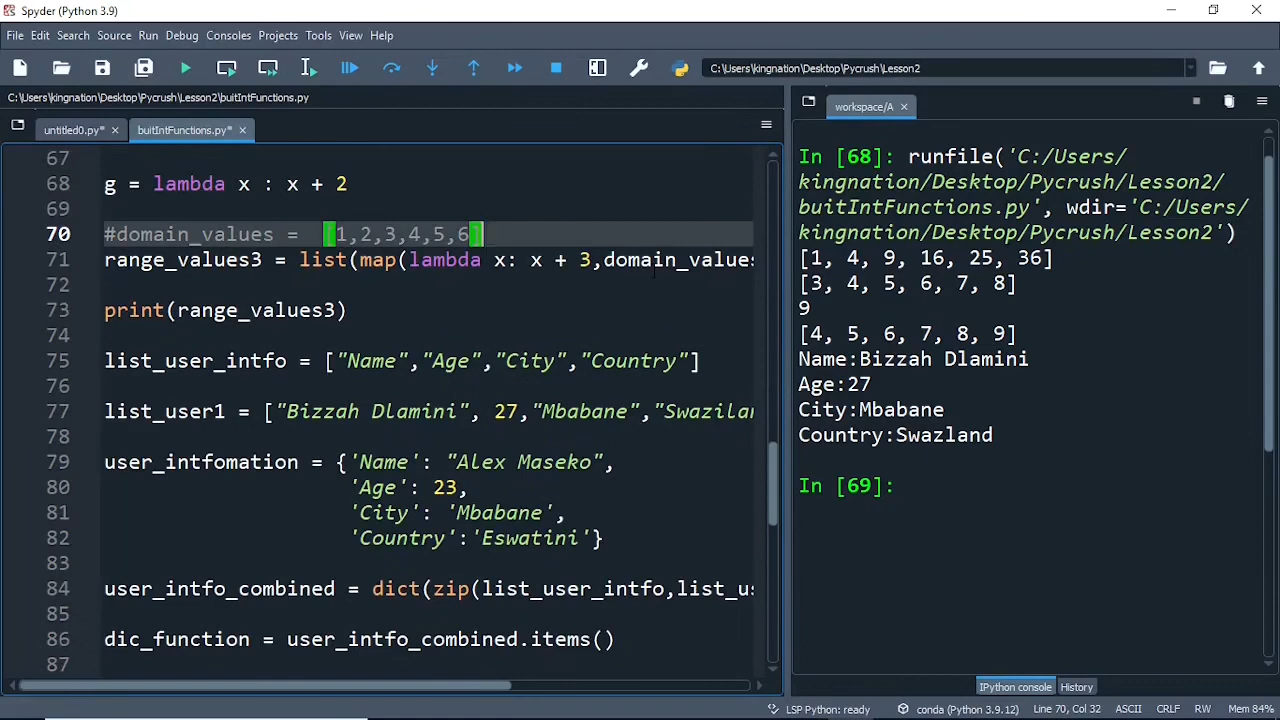 Spyder (Python 3.9)
File Edit Search Source Run Debug Consoles Projects Tools View Help
C:\Users\kingnation\Desktop\Pycrush\Lesson2
C:\Users\kingnation\Desktop\Pycrush\Lesson2\buitIntFunctions.py
untitled0.py* buitIntFunctions.py*
67
68 g = lambda x : x + 2
69
70 #domain_values = [1,2,3,4,5,6]
71 range_values3 = list(map(lambda x: x + 3,domain_values
72
73 print(range_values3)
74
75 list_user_intfo = ["Name","Age","City","Country"]
76
77 list_user1 = ["Bizzah Dlamini", 27,"Mbabane","Swazilan
78
79 user_intfomation = {'Name': "Alex Maseko",
80 'Age': 23,
81 'City': 'Mbabane',
82 'Country':'Eswatini'}
83
84 user_intfo_combined = dict(zip(list_user_intfo,list_us
85
86 dic_function = user_intfo_combined.items()
87
workspace/A
In [68]: runfile('C:/Users/
kingnation/Desktop/Pycrush/Lesson2/
buitIntFunctions.py', wdir='C:/Users/
kingnation/Desktop/Pycrush/Lesson2')
[1, 4, 9, 16, 25, 36]
[3, 4, 5, 6, 7, 8]
9
[4, 5, 6, 7, 8, 9]
Name:Bizzah Dlamini
Age:27
City:Mbabane
Country:Swazland
In [69]:
IPython console History
LSP Python: ready conda (Python 3.9.12) Line 70, Col 32 ASCII CRLF RW Mem 84%